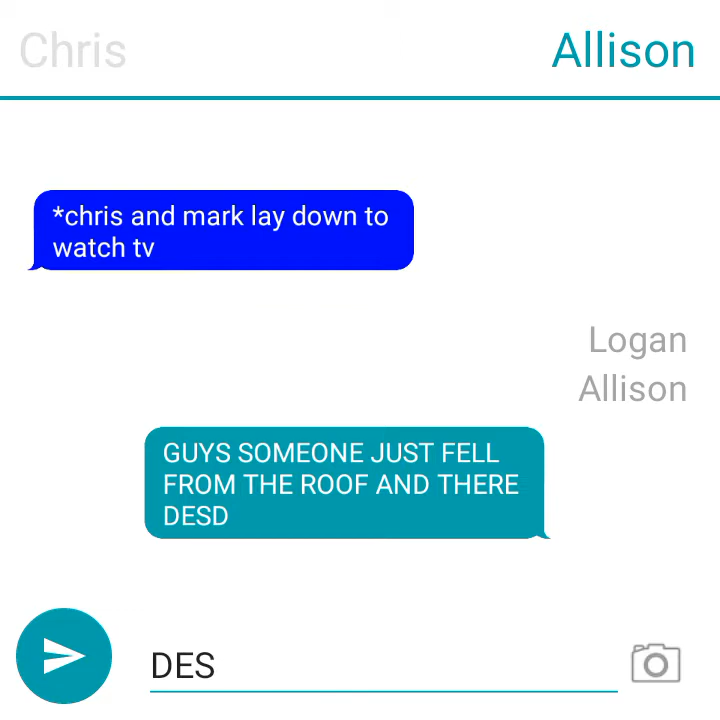 Chris
Allison
*chris and mark lay down to
watch tv
Logan
Allison
GUYS SOMEONE JUST FELL
FROM THE ROOF AND THERE
DESD
DES